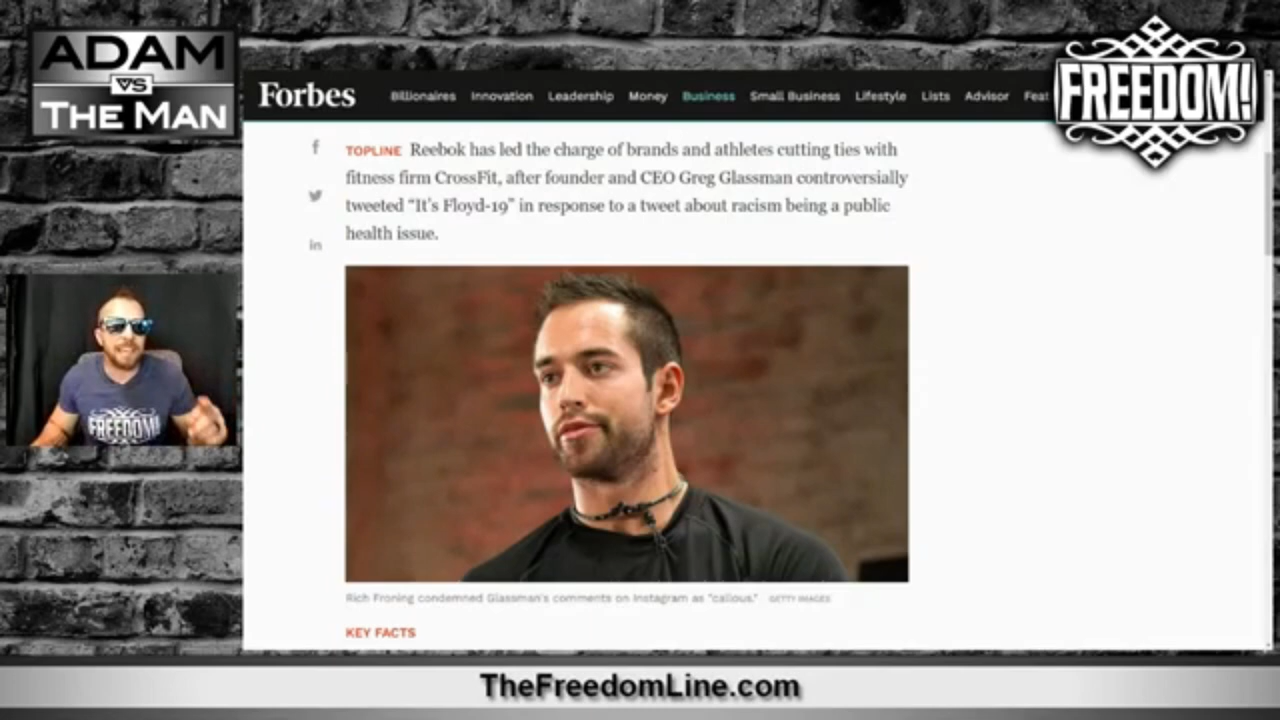 ADAM
VS
THE MAN
FREEDOM!
Forbes
Billionaires Innovation Leadership Money Business Small Business Lifestyle Lists Advisor Feat
f
TOPLINE Reebok has led the charge of brands and athletes cutting ties with
fitness firm CrossFit, after founder and CEO Greg Glassman controversially
tweeted “It’s Floyd-19” in response to a tweet about racism being a public
health issue.
in
FREEDOM!
Rich Froning condemned Glassman's comments on Instagram as "callous." GETTY IMAGES
KEY FACTS
TheFreedomLine.com